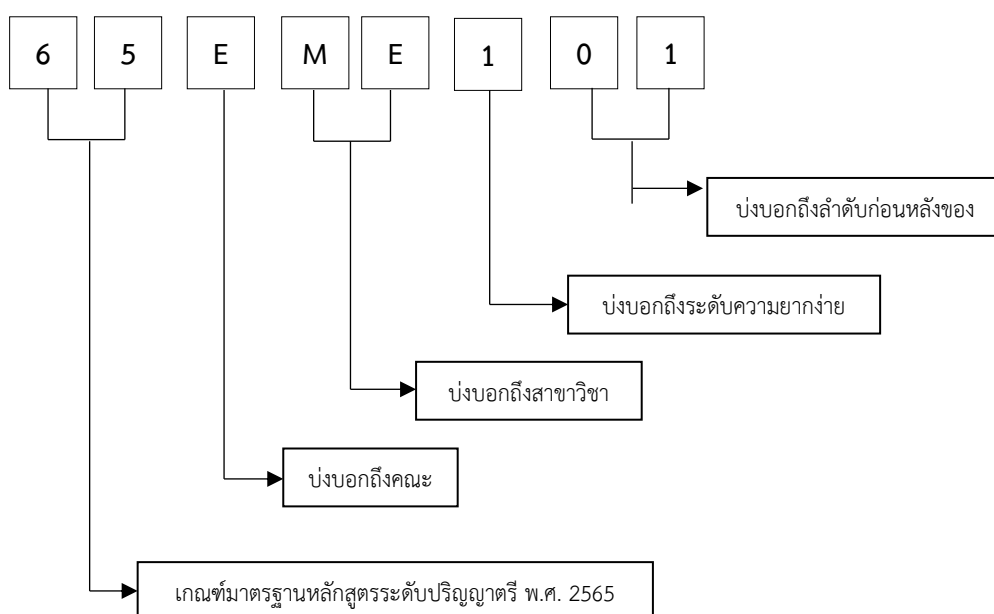 6 5 E M E 1 0 1
บ่งบอกถึงลำดับก่อนหลังของ
บ่งบอกถึงระดับความยากง่าย
บ่งบอกถึงสาขาวิชา
บ่งบอกถึงคณะ
เกณฑ์มาตรฐานหลักสูตรระดับปริญญาตรี พ.ศ. 2565